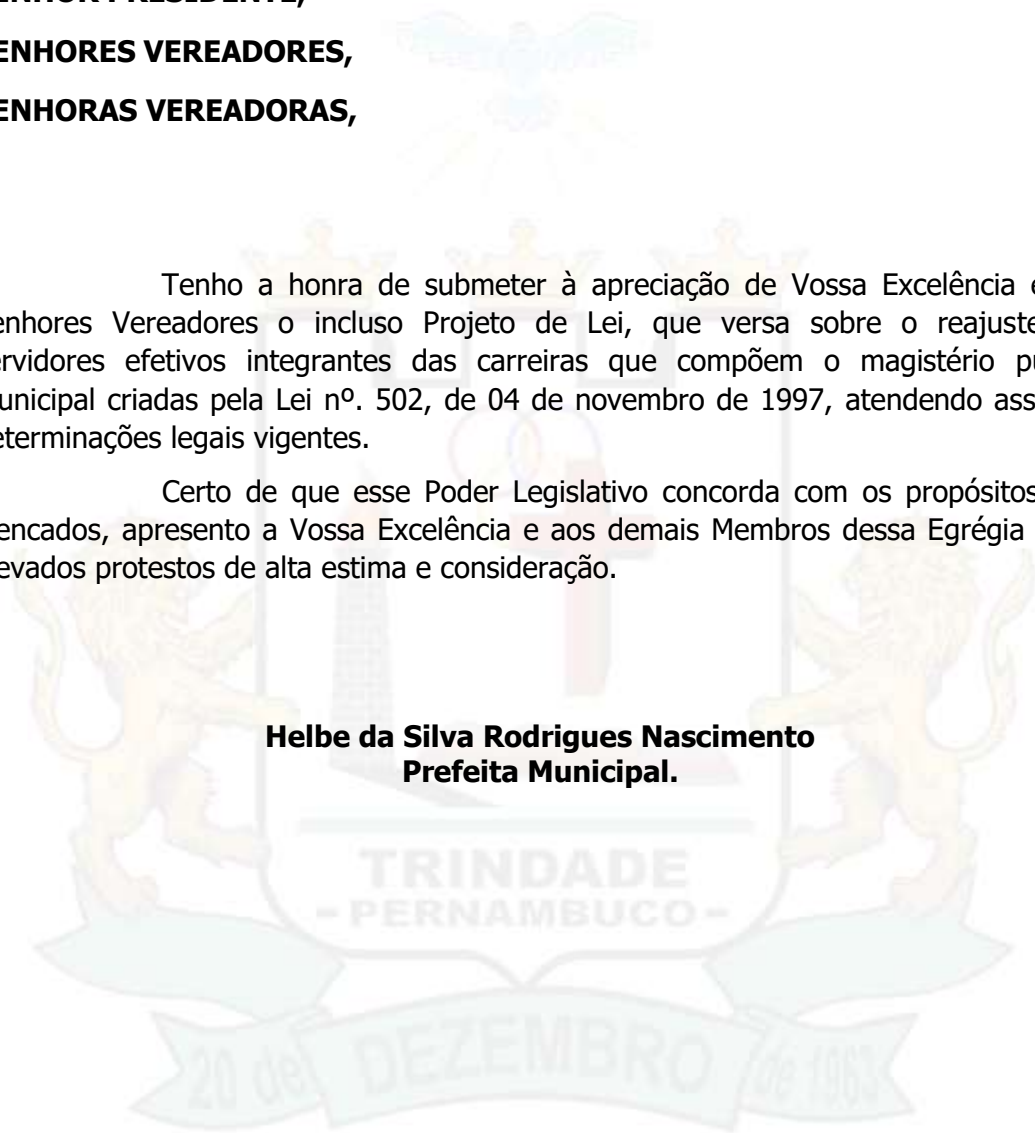 ENHORES VEREADORES,
ENHORAS VEREADORAS,
Tenho a honra de submeter à apreciação de Vossa Excelência e
enhores Vereadores o incluso Projeto de Lei, que versa sobre o reajuste
ervidores efetivos integrantes das carreiras que compõem o magistério pú
unicipal criadas pela Lei nº. 502, de 04 de novembro de 1997, atendendo ass
eterminações legais vigentes.
Certo de que esse Poder Legislativo concorda com os propósitos
encados, apresento a Vossa Excelência e aos demais Membros dessa Egrégia
evados protestos de alta estima e consideração.
Helbe da Silva Rodrigues Nascimento
Prefeita Municipal.
TRINDADE
- PERNAMBUCO -
20 de DEZEMBRO de 1963